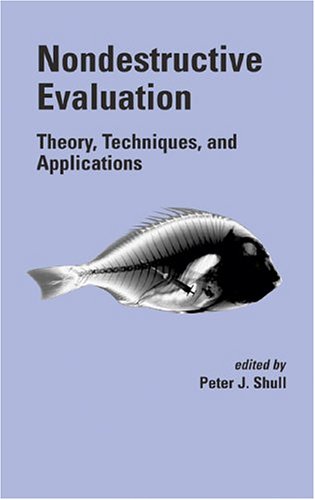 Nondestructive
Evaluation
Theory, Techniques, and
Applications
edited by
Peter J. Shull